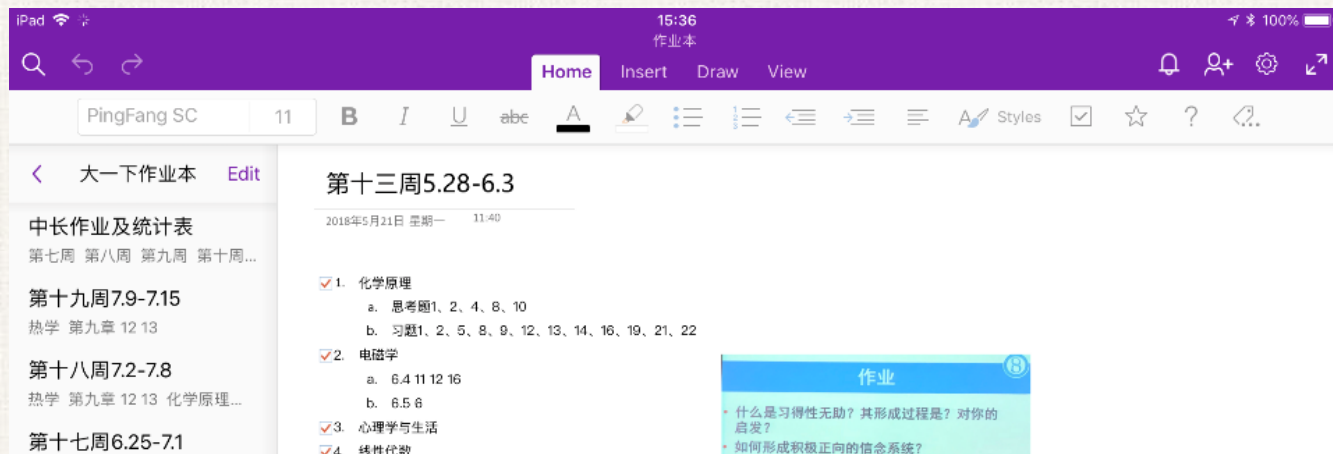 iPad 15:36 100%
作业本
Home Insert Draw View
PingFang SC 11 B I U abc A Styles ?
大一下作业本 Edit
第十三周5.28-6.3
2018年5月21日 星期一 11:40
中长作业及统计表
第七周 第八周 第九周 第十周...
第十九周7.9-7.15
热学 第九章 12 13
第十八周7.2-7.8
热学 第九章 12 13 化学原理...
第十七周6.25-7.1
1. 化学原理
a. 思考题1、2、4、8、10
b. 习题1、2、5、8、9、12、13、14、16、19、21、22
2. 电磁学
a. 6.4 11 12 16
b. 6.5 6
3. 心理学与生活
4. 线性代数
8
作业
• 什么是习得性无助？其形成过程是？对你的
启发？
• 如何形成积极正向的信念系统？